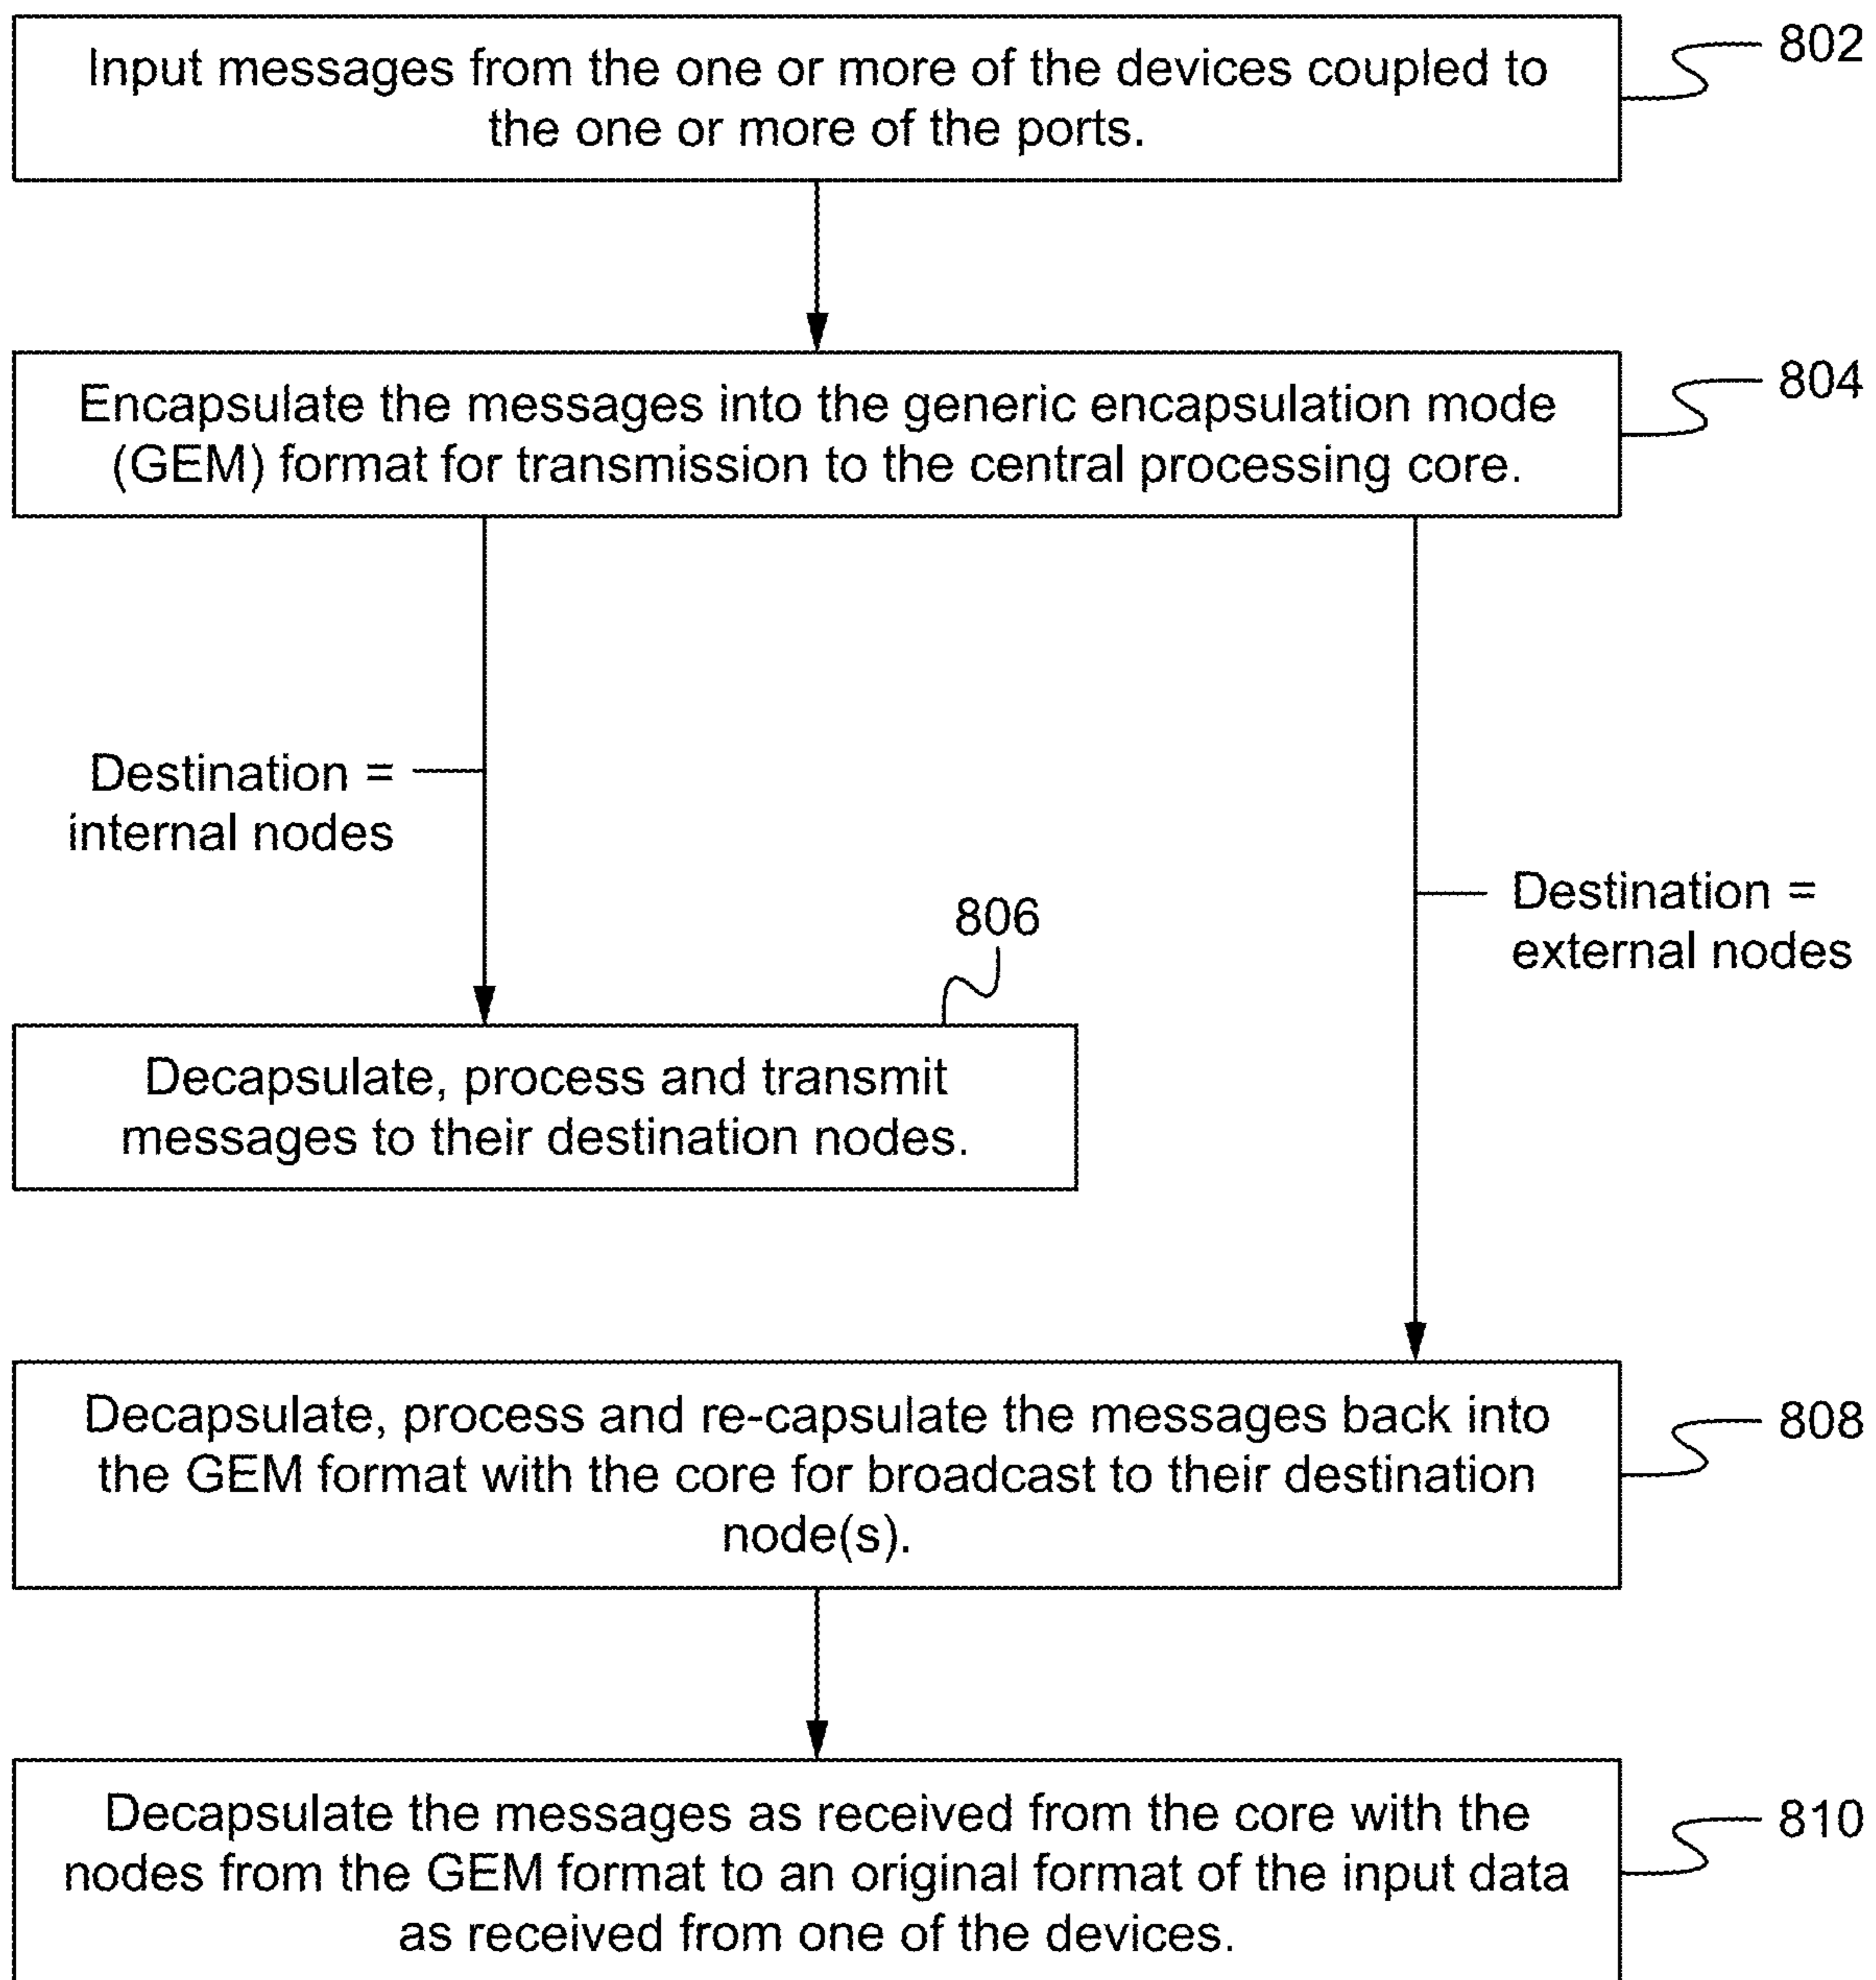 Input messages from the one or more of the devices coupled to
the one or more of the ports.
802
Encapsulate the messages into the generic encapsulation mode
(GEM) format for transmission to the central processing core.
804
Destination =
internal nodes
Destination =
external nodes
806
Decapsulate, process and transmit
messages to their destination nodes.
Decapsulate, process and re-capsulate the messages back into
the GEM format with the core for broadcast to their destination
node(s).
808
Decapsulate the messages as received from the core with the
nodes from the GEM format to an original format of the input data
as received from one of the devices.
810